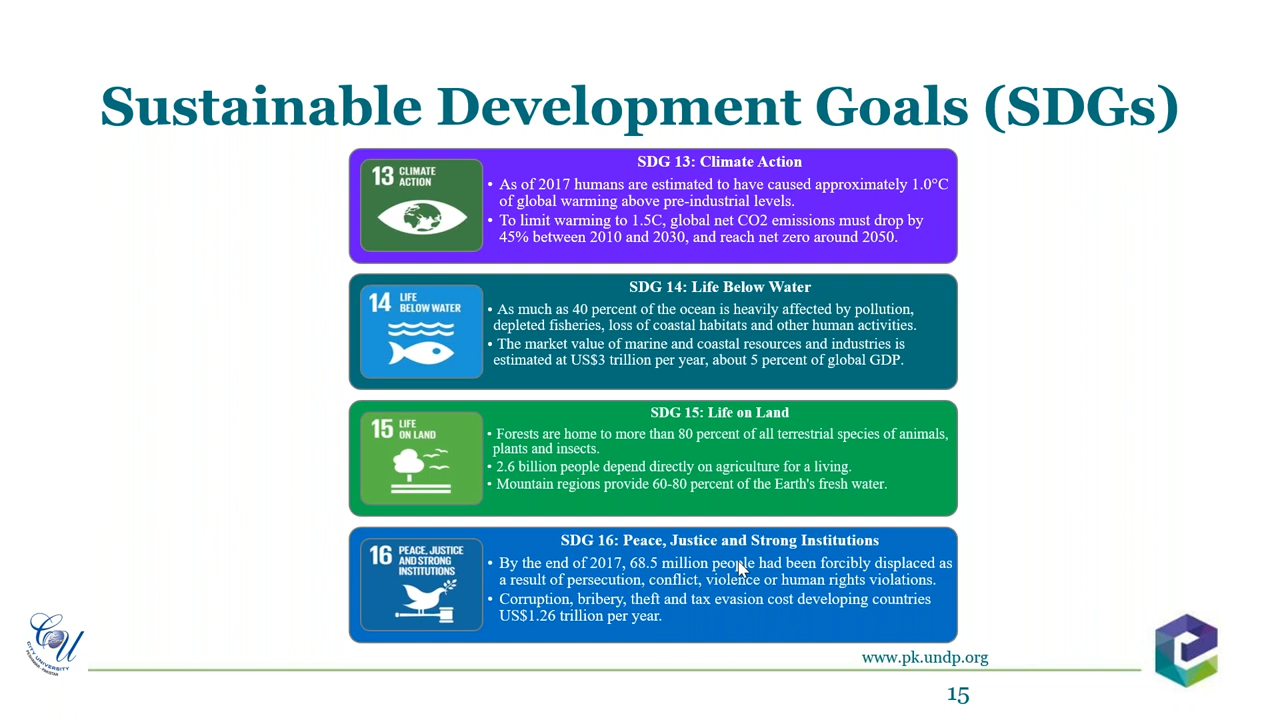 Sustainable Development Goals (SDGs)
13 CLIMATE
ACTION
SDG 13: Climate Action
• As of 2017 humans are estimated to have caused approximately 1.0°C
of global warming above pre-industrial levels.
• To limit warming to 1.5C, global net CO2 emissions must drop by
45% between 2010 and 2030, and reach net zero around 2050.
14 LIFE
BELOW WATER
SDG 14: Life Below Water
• As much as 40 percent of the ocean is heavily affected by pollution,
depleted fisheries, loss of coastal habitats and other human activities.
• The market value of marine and coastal resources and industries is
estimated at US$3 trillion per year, about 5 percent of global GDP.
15 LIFE
ON LAND
SDG 15: Life on Land
• Forests are home to more than 80 percent of all terrestrial species of animals,
plants and insects.
• 2.6 billion people depend directly on agriculture for a living.
• Mountain regions provide 60-80 percent of the Earth's fresh water.
16 PEACE, JUSTICE
AND STRONG
INSTITUTIONS
SDG 16: Peace, Justice and Strong Institutions
• By the end of 2017, 68.5 million people had been forcibly displaced as
a result of persecution, conflict, violence or human rights violations.
• Corruption, bribery, theft and tax evasion cost developing countries
US$1.26 trillion per year.
CU
CITY UNIVERSITY
www.pk.undp.org
15